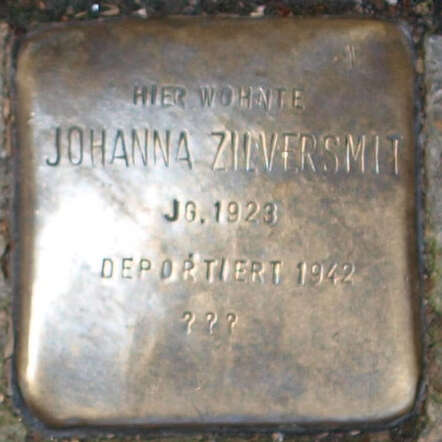 HIER WOHNTE
JOHANNA ZILVERSMIT
JG. 1923
DEPORTIERT 1942
???